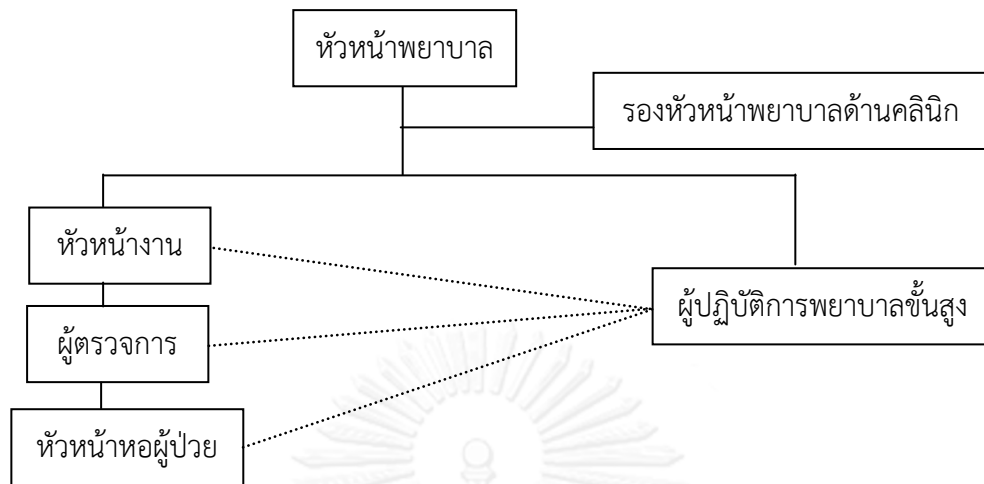 หัวหน้าพยาบาล
รองหัวหน้าพยาบาลด้านคลินิก
หัวหน้างาน
ผู้ปฏิบัติการพยาบาลขั้นสูง
ผู้ตรวจการ
หัวหน้าหอผู้ป่วย